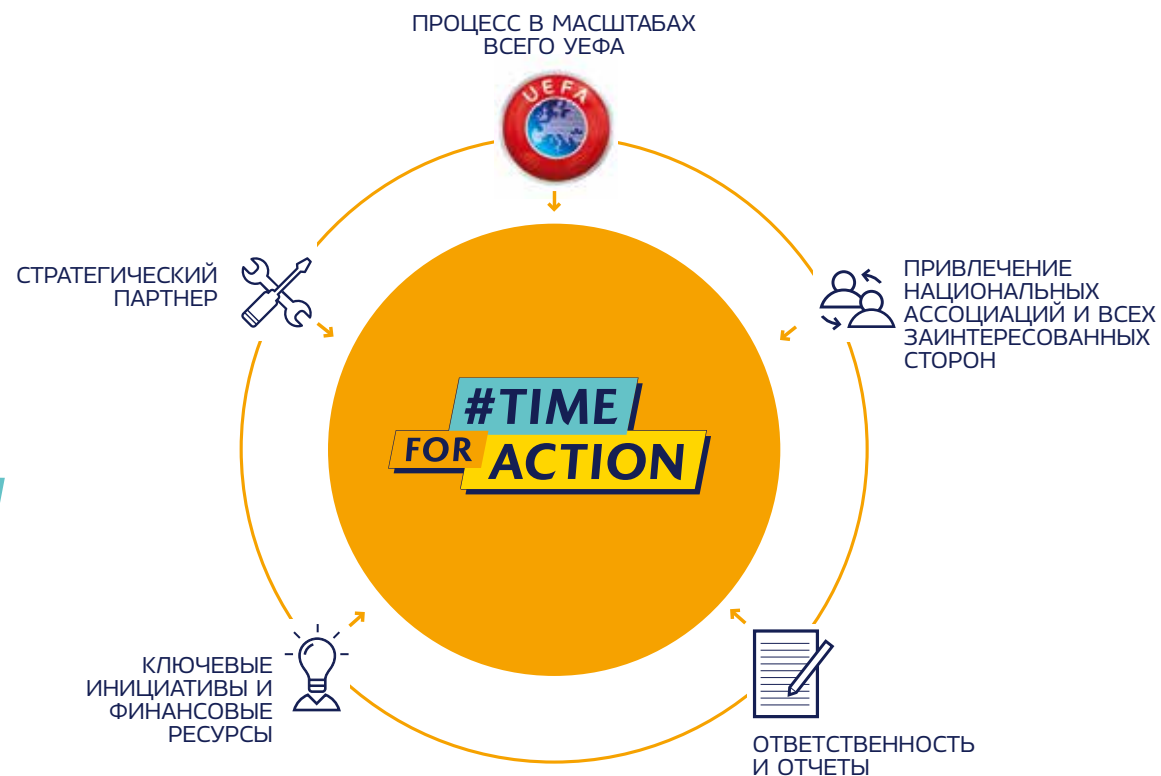 ПРОЦЕСС В МАСШТАБАХ
ВСЕГО УЕФА
UEFA
СТРАТЕГИЧЕСКИЙ
ПАРТНЕР
ПРИВЛЕЧЕНИЕ
НАЦИОНАЛЬНЫХ
АССОЦИАЦИЙ И ВСЕХ
ЗАИНТЕРЕСОВАННЫХ
СТОРОН
#TIME
FOR ACTION
КЛЮЧЕВЫЕ
ИНИЦИАТИВЫ И
ФИНАНСОВЫЕ
РЕСУРСЫ
ОТВЕТСТВЕННОСТЬ
И ОТЧЕТЫ